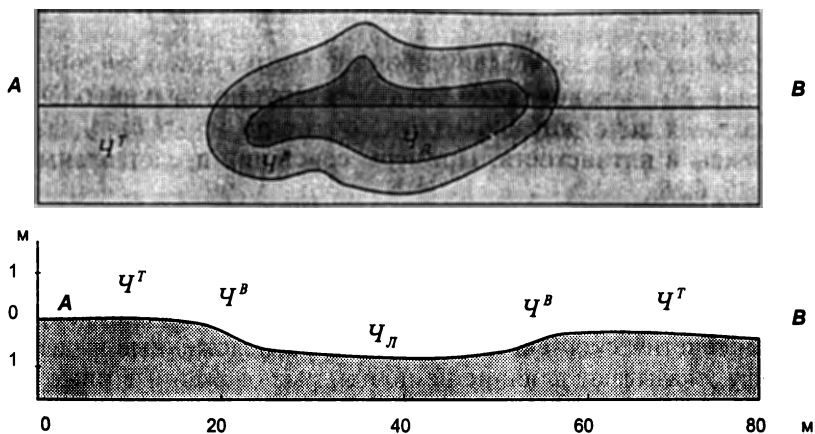 А В
Ч^Т Ч^В Ч_Л
м
1 Ч^Т Ч^В Ч^В Ч^Т
0 А Ч_Л В
1
0 20 40 60 80 м